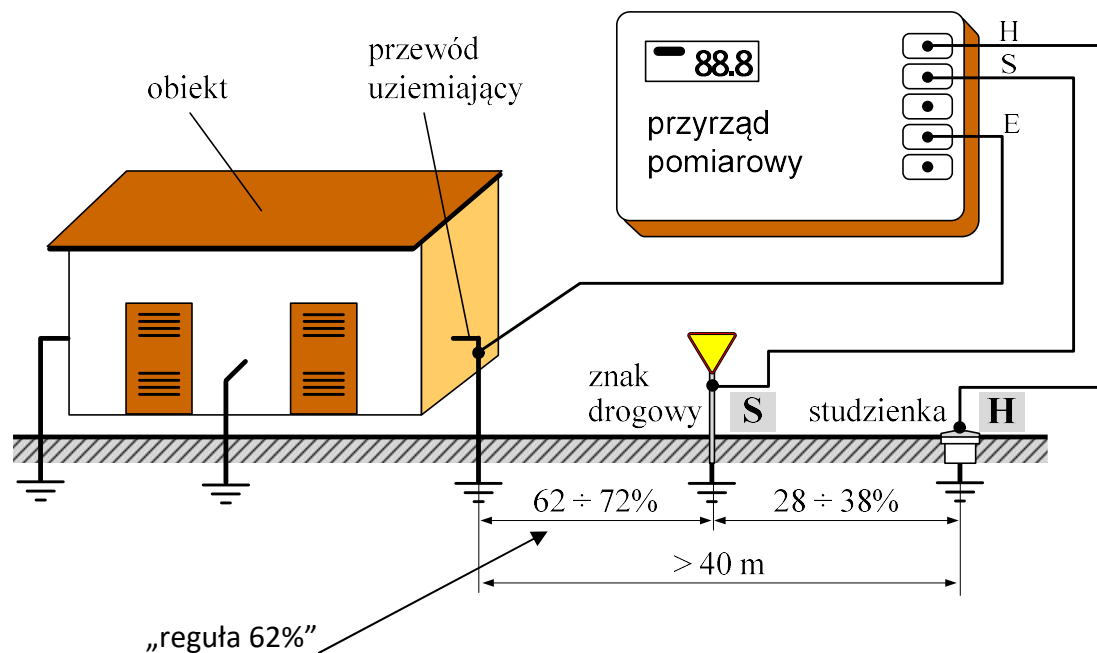 przewód
uziemiający
obiekt
88.8
przyrząd
pomiarowy
H
S
E
znak
drogowy
S
studzienka
H
62 ÷ 72%
28 ÷ 38%
> 40 m
„reguła 62%”